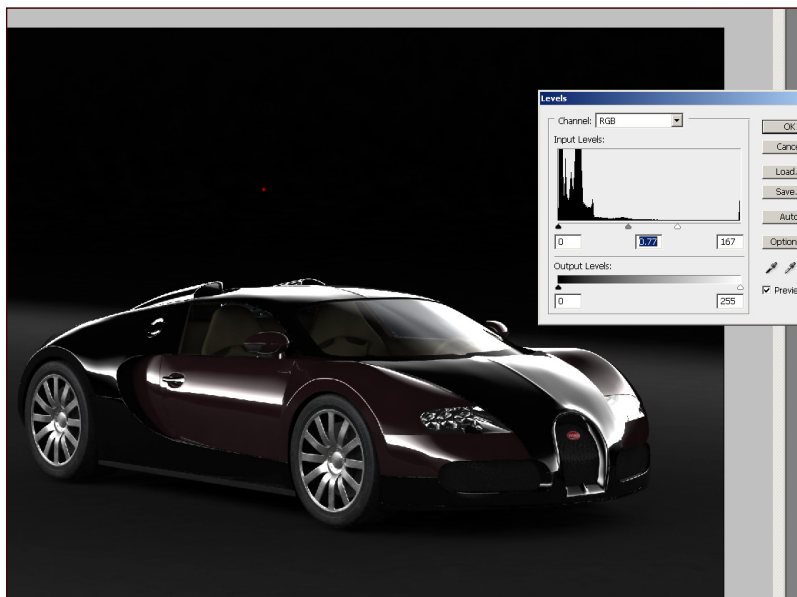 Levels
Channel: RGB
OK
Input Levels:
Cance
Load.
Save.
Auto
0 0.77 167
Option
Output Levels:
Previe
0 255